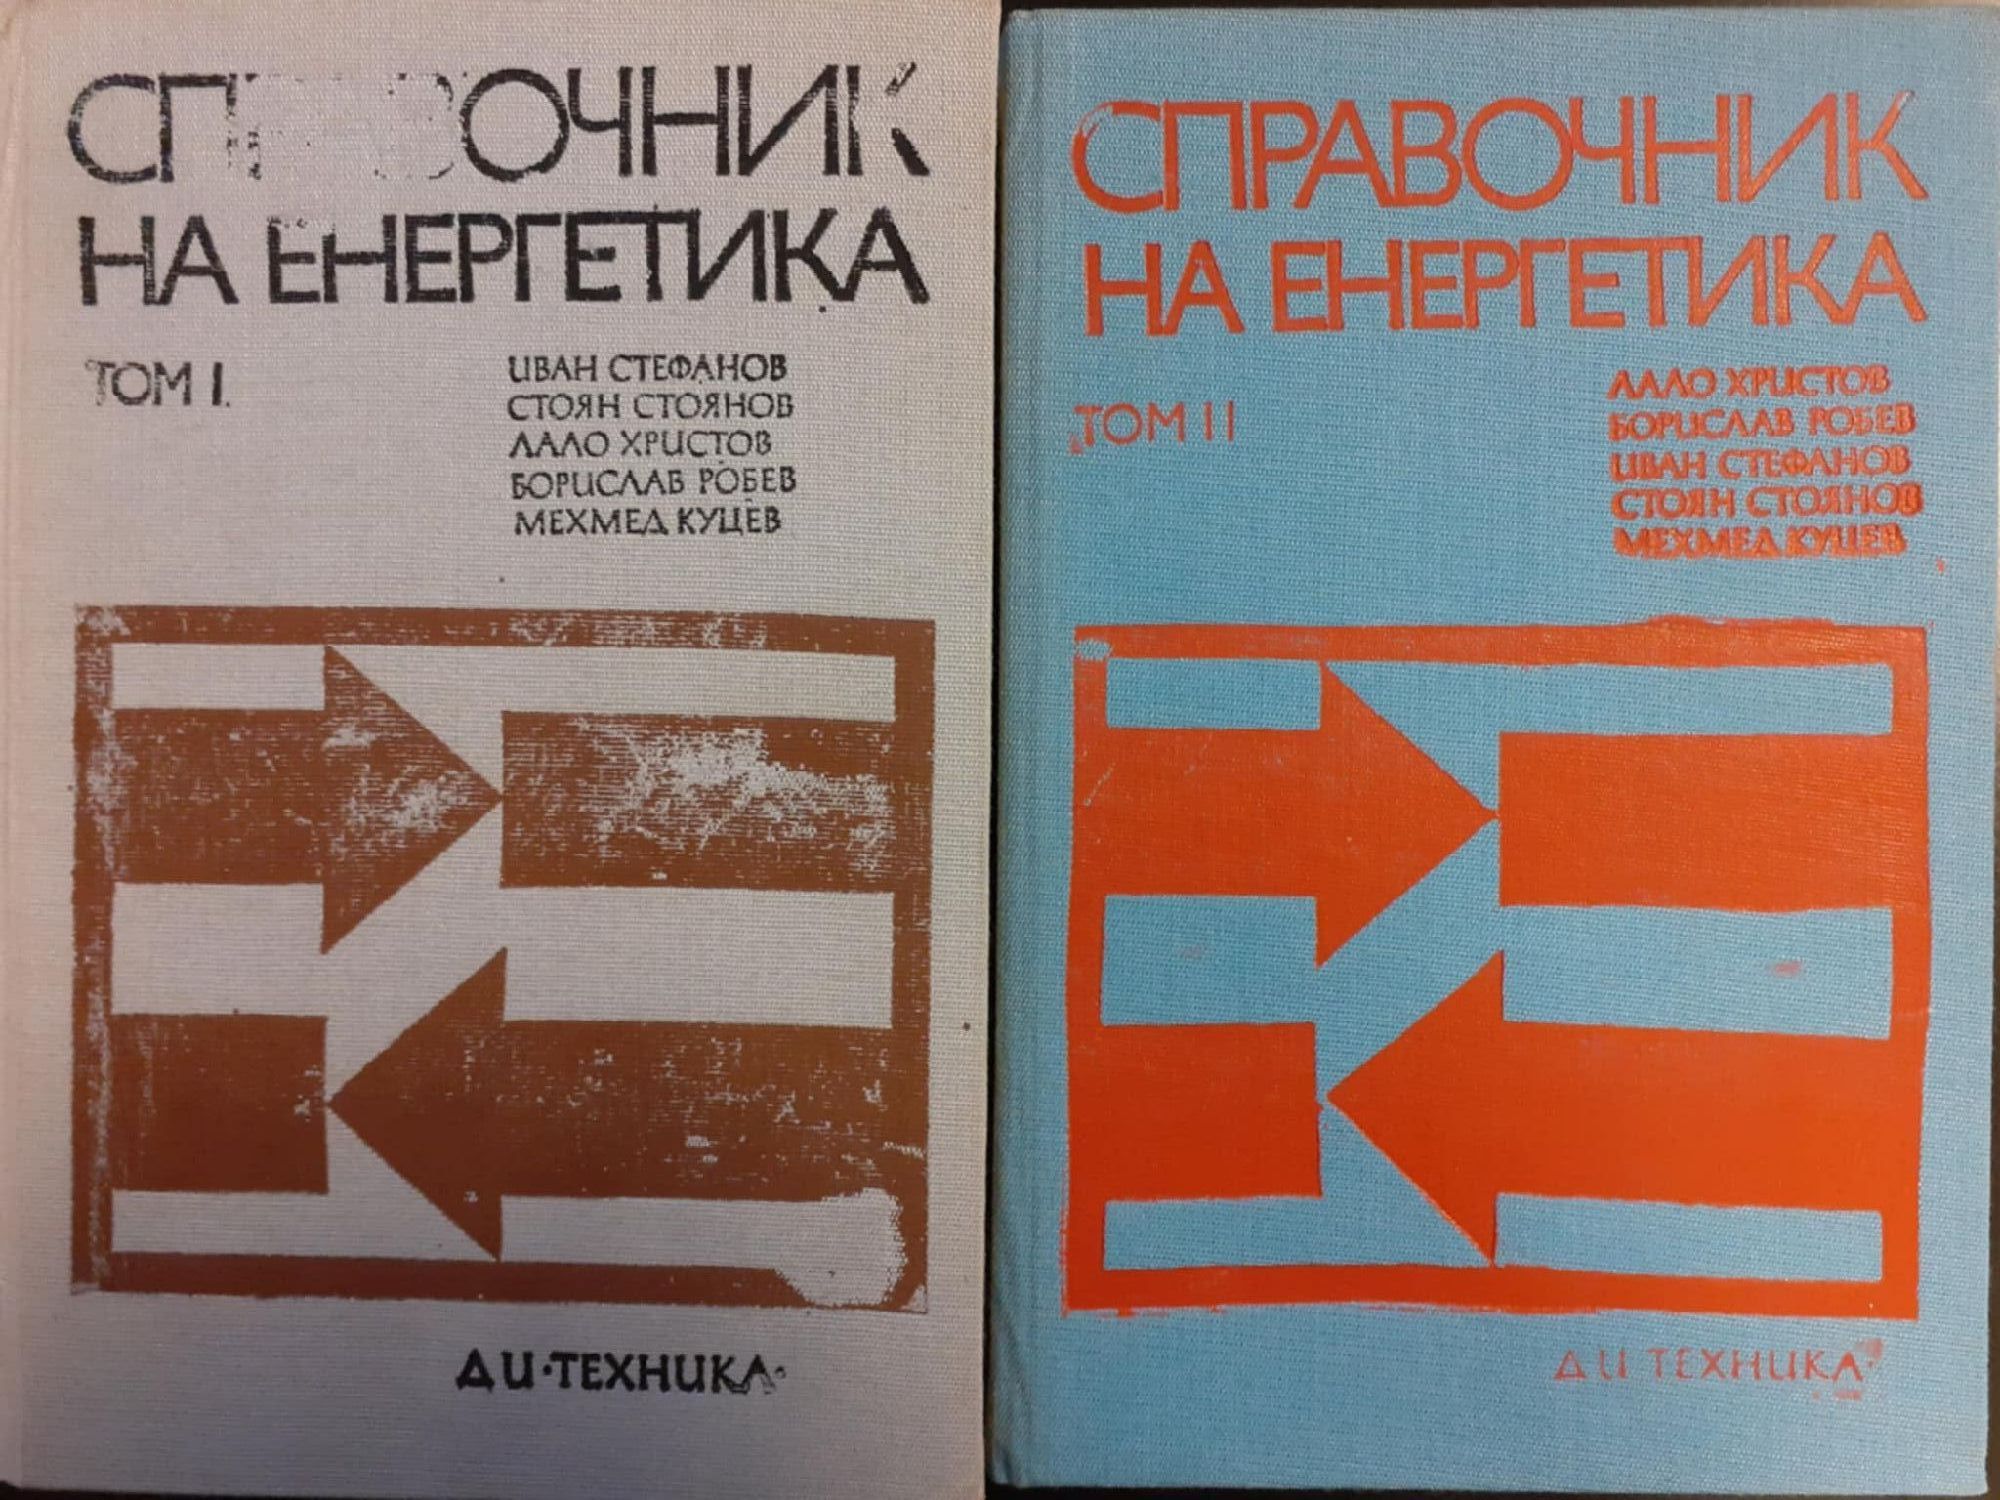 СПРАВОЧНИК
НА ЕНЕРГЕТИКА
ТОМ I.
ИВАН СТЕФАНОВ
СТОЯН СТОЯНОВ
ЛАЛО ХРИСТОВ
БОРИСЛАВ РОБЕВ
МЕХМЕД КУЦЕВ
ДИ·ТЕХНИКА·
СПРАВОЧНИК
НА ЕНЕРГЕТИКА
ТОМ II
ЛАЛО ХРИСТОВ
БОРИСЛАВ РОБЕВ
ИВАН СТЕФАНОВ
СТОЯН СТОЯНОВ
МЕХМЕД КУЦЕВ
ДИ ТЕХНИКА